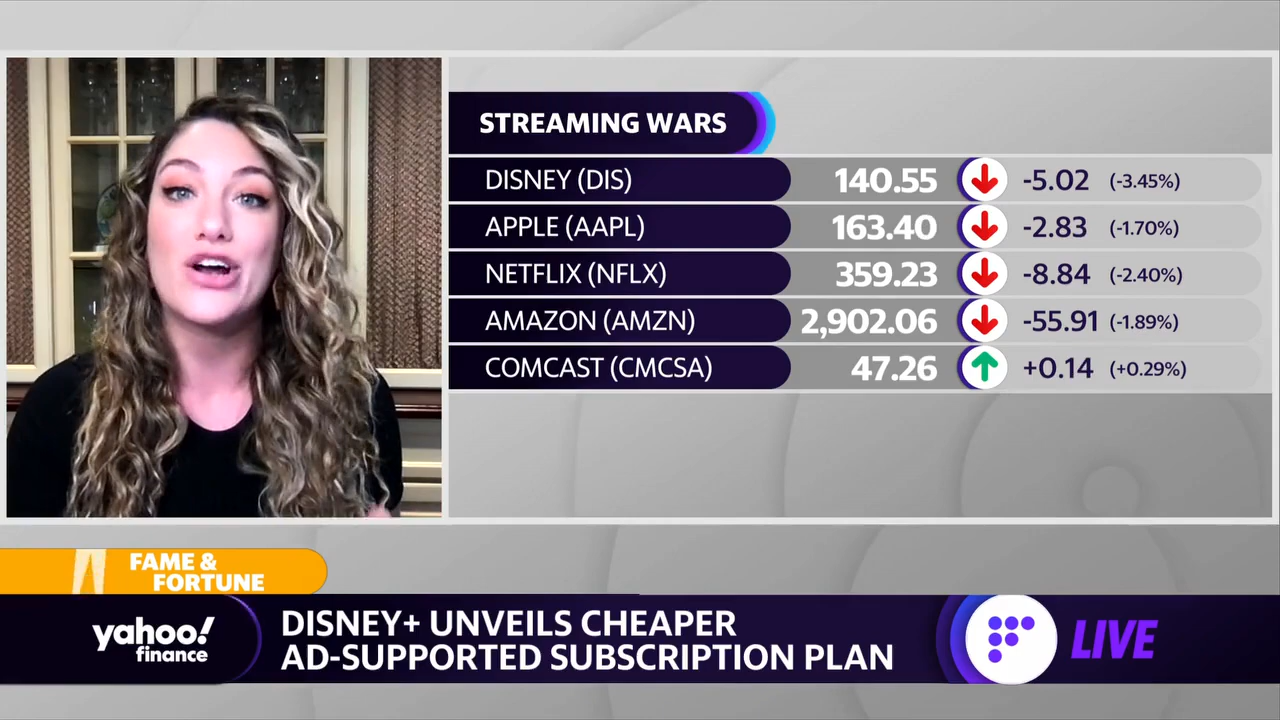 STREAMING WARS
DISNEY (DIS) 140.55 -5.02 (-3.45%)
APPLE (AAPL) 163.40 -2.83 (-1.70%)
NETFLIX (NFLX) 359.23 -8.84 (-2.40%)
AMAZON (AMZN) 2,902.06 -55.91 (-1.89%)
COMCAST (CMCSA) 47.26 +0.14 (+0.29%)
FAME &
FORTUNE
yahoo!
finance
DISNEY+ UNVEILS CHEAPER
AD-SUPPORTED SUBSCRIPTION PLAN
LIVE